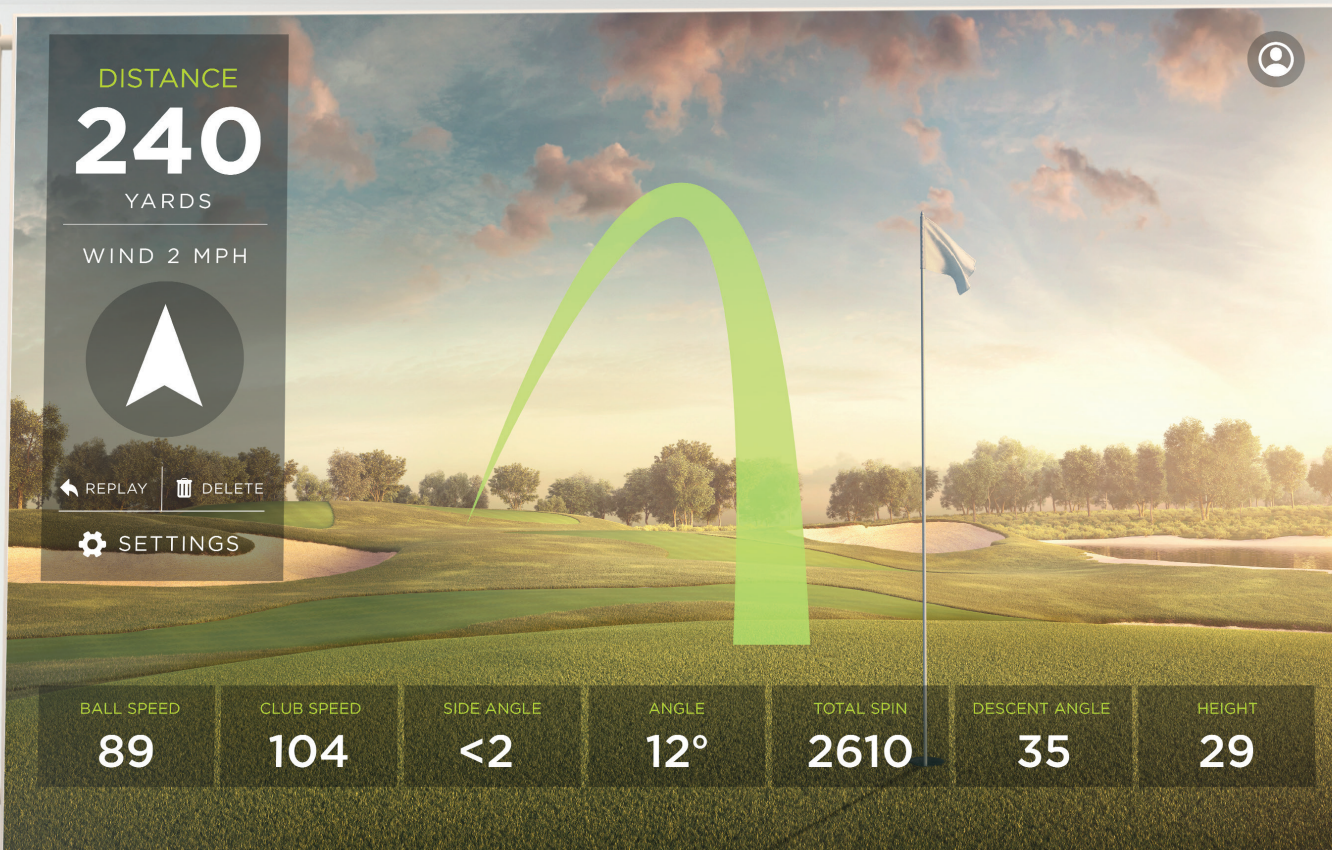 DISTANCE
240
YARDS
WIND 2 MPH
REPLAY DELETE
SETTINGS
BALL SPEED CLUB SPEED SIDE ANGLE ANGLE TOTAL SPIN DESCENT ANGLE HEIGHT
89 104 <2 12° 2610 35 29